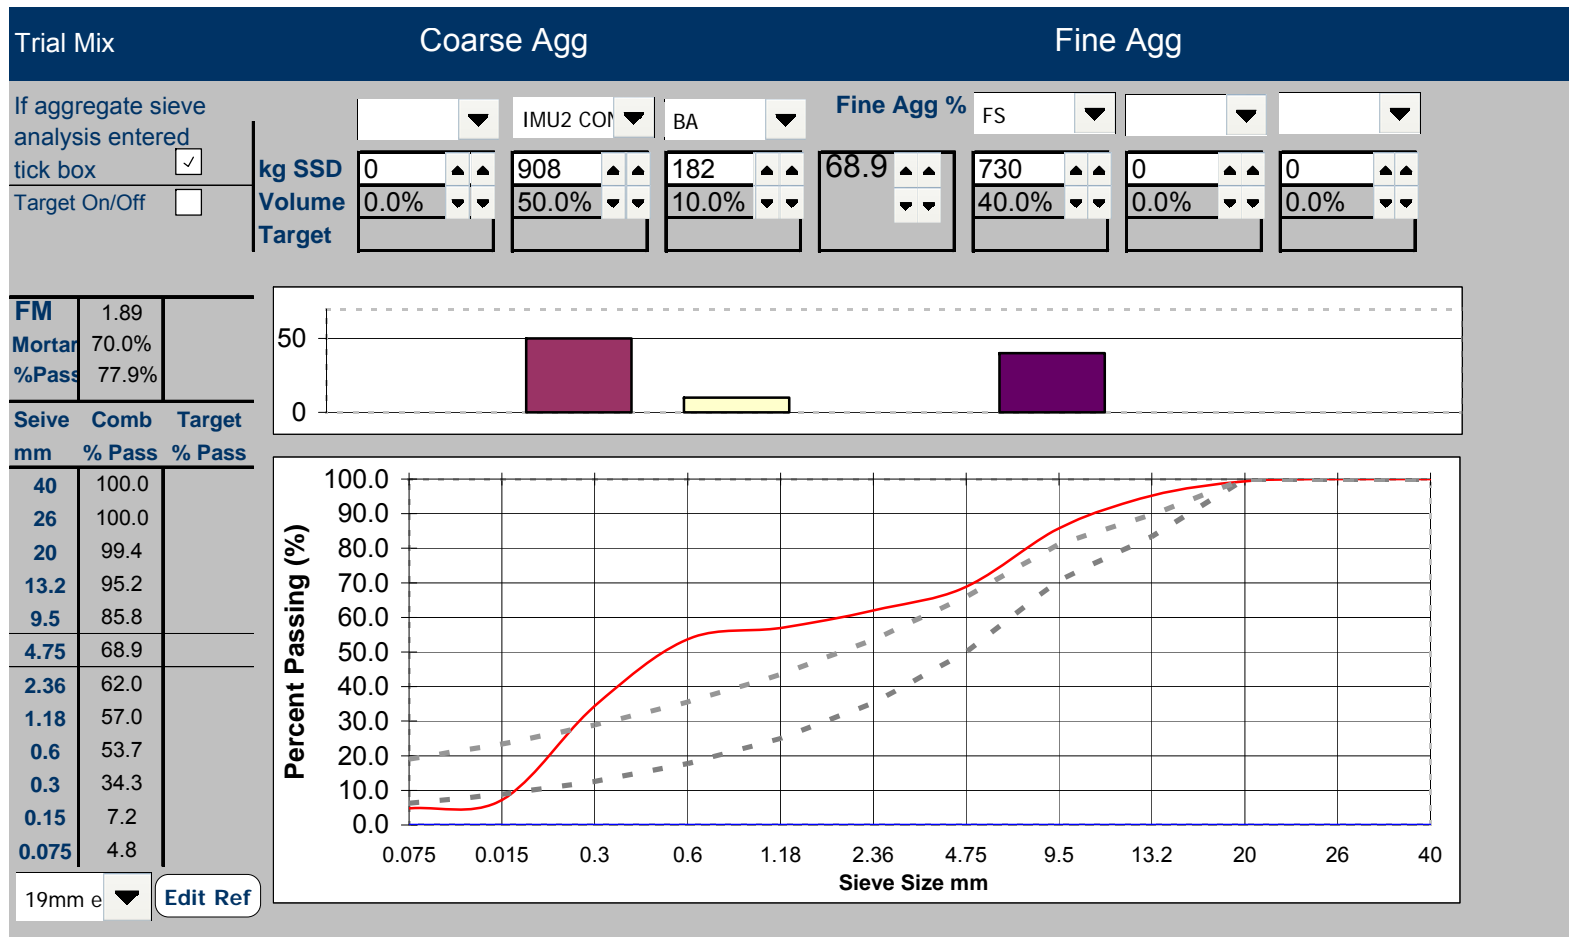 Trial Mix Coarse Agg Fine Agg
If aggregate sieve
analysis entered
tick box
Target On/Off
IMU2 CON BA Fine Agg % FS
kg SSD 0 908 182 68.9 730 0 0
Volume 0.0% 50.0% 10.0% 40.0% 0.0% 0.0%
Target
FM 1.89
Mortar 70.0%
%Pass 77.9%
50
0
Seive Comb Target
mm % Pass % Pass
40 100.0
26 100.0
20 99.4
13.2 95.2
9.5 85.8
4.75 68.9
2.36 62.0
1.18 57.0
0.6 53.7
0.3 34.3
0.15 7.2
0.075 4.8
19mm e Edit Ref
Percent Passing (%)
100.0
90.0
80.0
70.0
60.0
50.0
40.0
30.0
20.0
10.0
0.0
0.075 0.015 0.3 0.6 1.18 2.36 4.75 9.5 13.2 20 26 40
Sieve Size mm